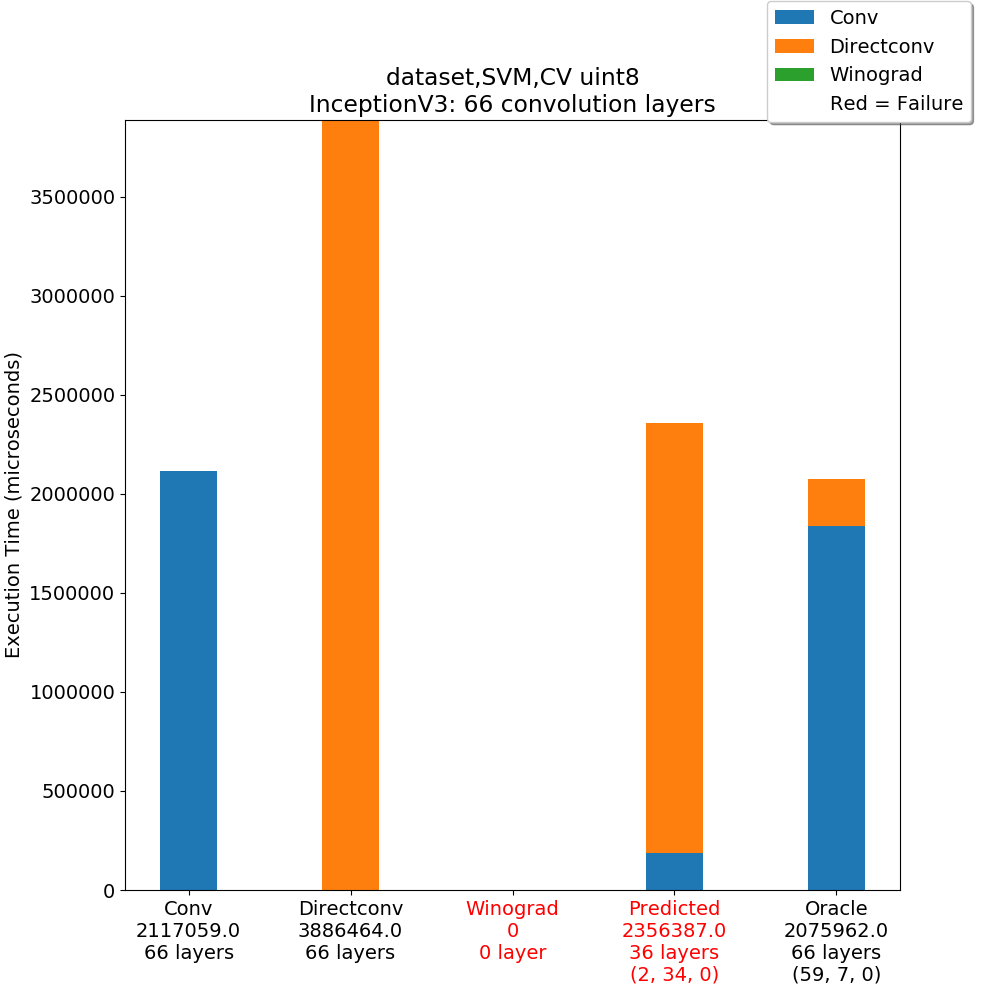 Conv
Directconv
Winograd
Red = Failure
dataset,SVM,CV uint8
InceptionV3: 66 convolution layers
Execution Time (microseconds)
3500000
3000000
2500000
2000000
1500000
1000000
500000
0
Conv
2117059.0
66 layers
Directconv
3886464.0
66 layers
Winograd
0
0 layer
Predicted
2356387.0
36 layers
(2, 34, 0)
Oracle
2075962.0
66 layers
(59, 7, 0)